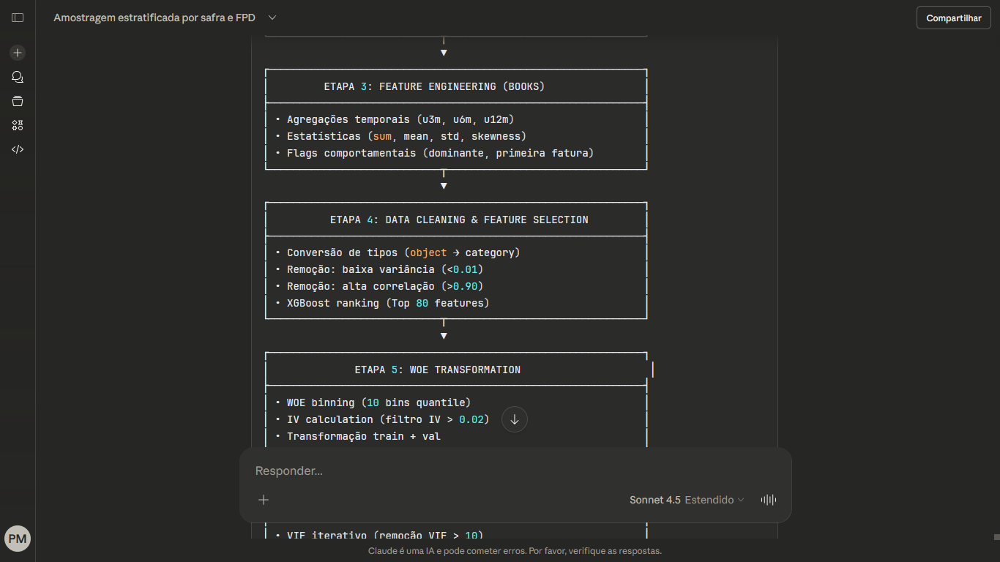 Amostragem estratificada por safra e FPD
Compartilhar
ETAPA 3: FEATURE ENGINEERING (BOOKS)
• Agregações temporais (u3m, u6m, u12m)
• Estatísticas (sum, mean, std, skewness)
• Flags comportamentais (dominante, primeira fatura)
ETAPA 4: DATA CLEANING & FEATURE SELECTION
• Conversão de tipos (object → category)
• Remoção: baixa variância (<0.01)
• Remoção: alta correlação (>0.90)
• XGBoost ranking (Top 80 features)
ETAPA 5: WOE TRANSFORMATION
• WOE binning (10 bins quantile)
• IV calculation (filtro IV > 0.02)
• Transformação train + val
Responder...
Sonnet 4.5 Estendido
• VIF iterativo (remoção VIF > 10)
PM
Claude é uma IA e pode cometer erros. Por favor, verifique as respostas.